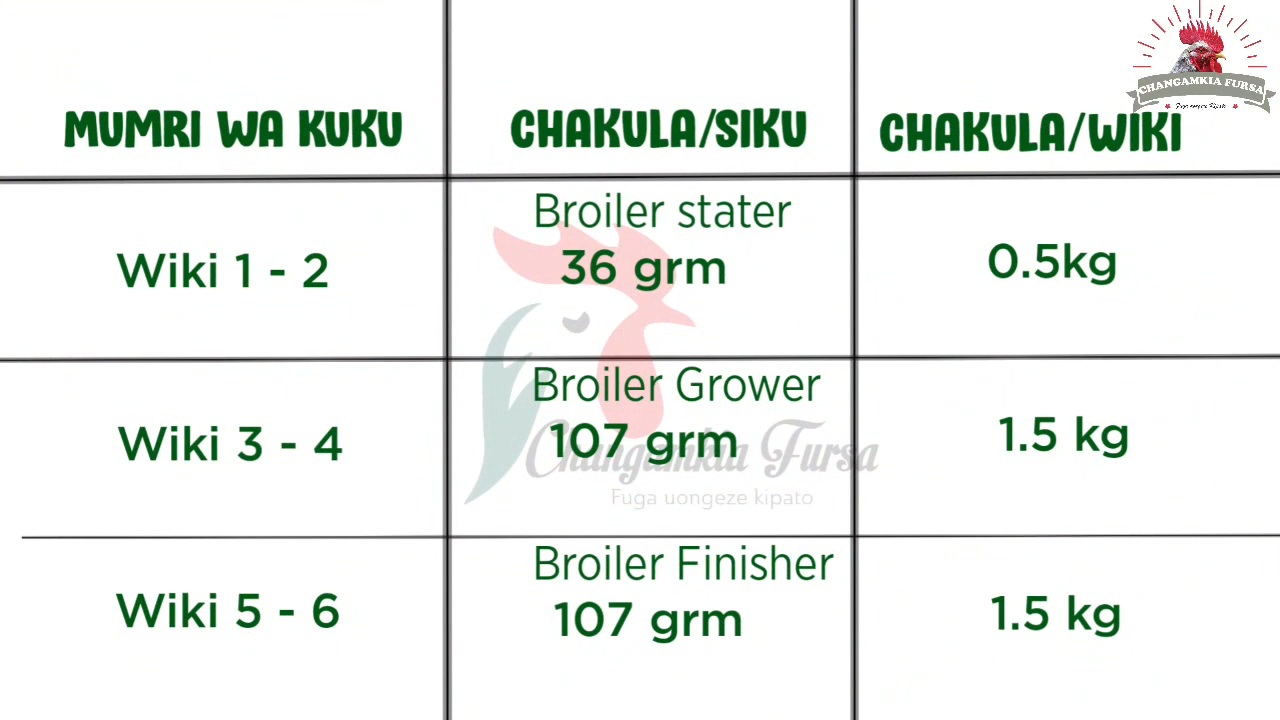 CHANGAMKIA FURSA
MUMRI WA KUKU
CHAKULA/SIKU
CHAKULA/WIKI
Broiler stater
Wiki 1 - 2
36 grm
0.5kg
Broiler Grower
Wiki 3 - 4
107 grm
1.5 kg
Changamkia Fursa
Fuga uongeze kipato
Broiler Finisher
Wiki 5 - 6
107 grm
1.5 kg